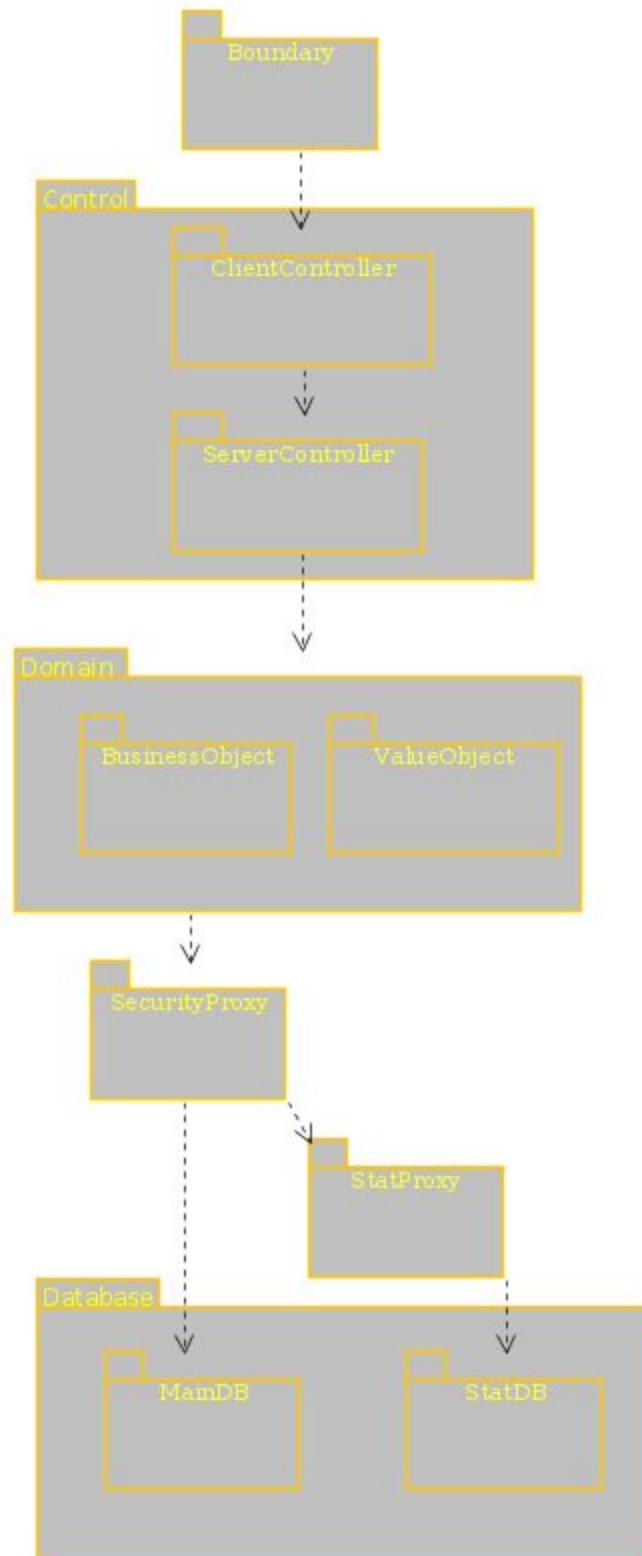 Boundary
Control
ClientController
ServerController
Domain
BusinessObject
ValueObject
SecurityProxy
StatProxy
Database
MainDB
StatDB